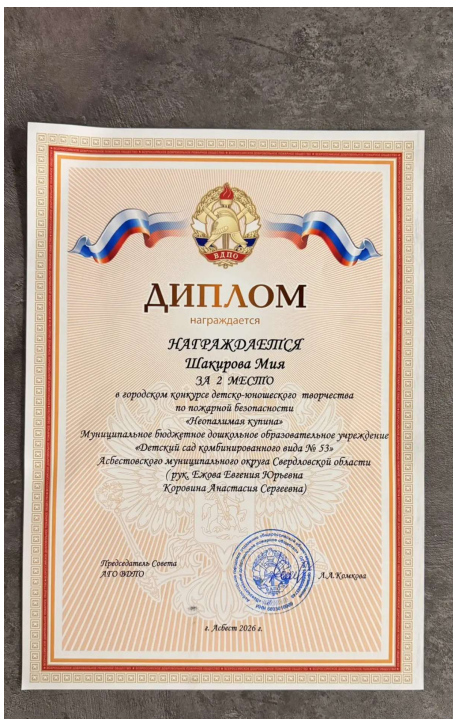 ВДПО
ДИПЛОМ
награждается
НАГРАЖДАЕТСЯ
Шакирова Мия
ЗА 2 МЕСТО
в городском конкурсе детско-юношеского творчества
по пожарной безопасности
«Неопалимая купина»
Муниципальное бюджетное дошкольное образовательное учреждение
«Детский сад комбинированного вида № 53»
Асбестовского муниципального округа Свердловской области
( рук. Ежова Евгения Юрьевна
Коровина Анастасия Сергеевна)
Председатель Совета
АГО ВДПО
Л.А.Комкова
г. Асбест 2026 г.